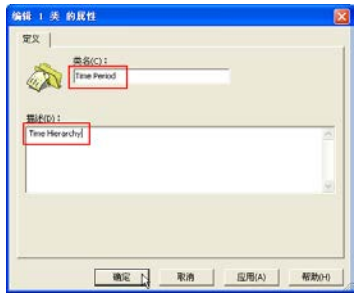 编辑 1 类 的属性
定义
类名(C)：
Time Period
描述(D)：
Time Hierarchy
确定
取消
应用(A)
帮助(H)